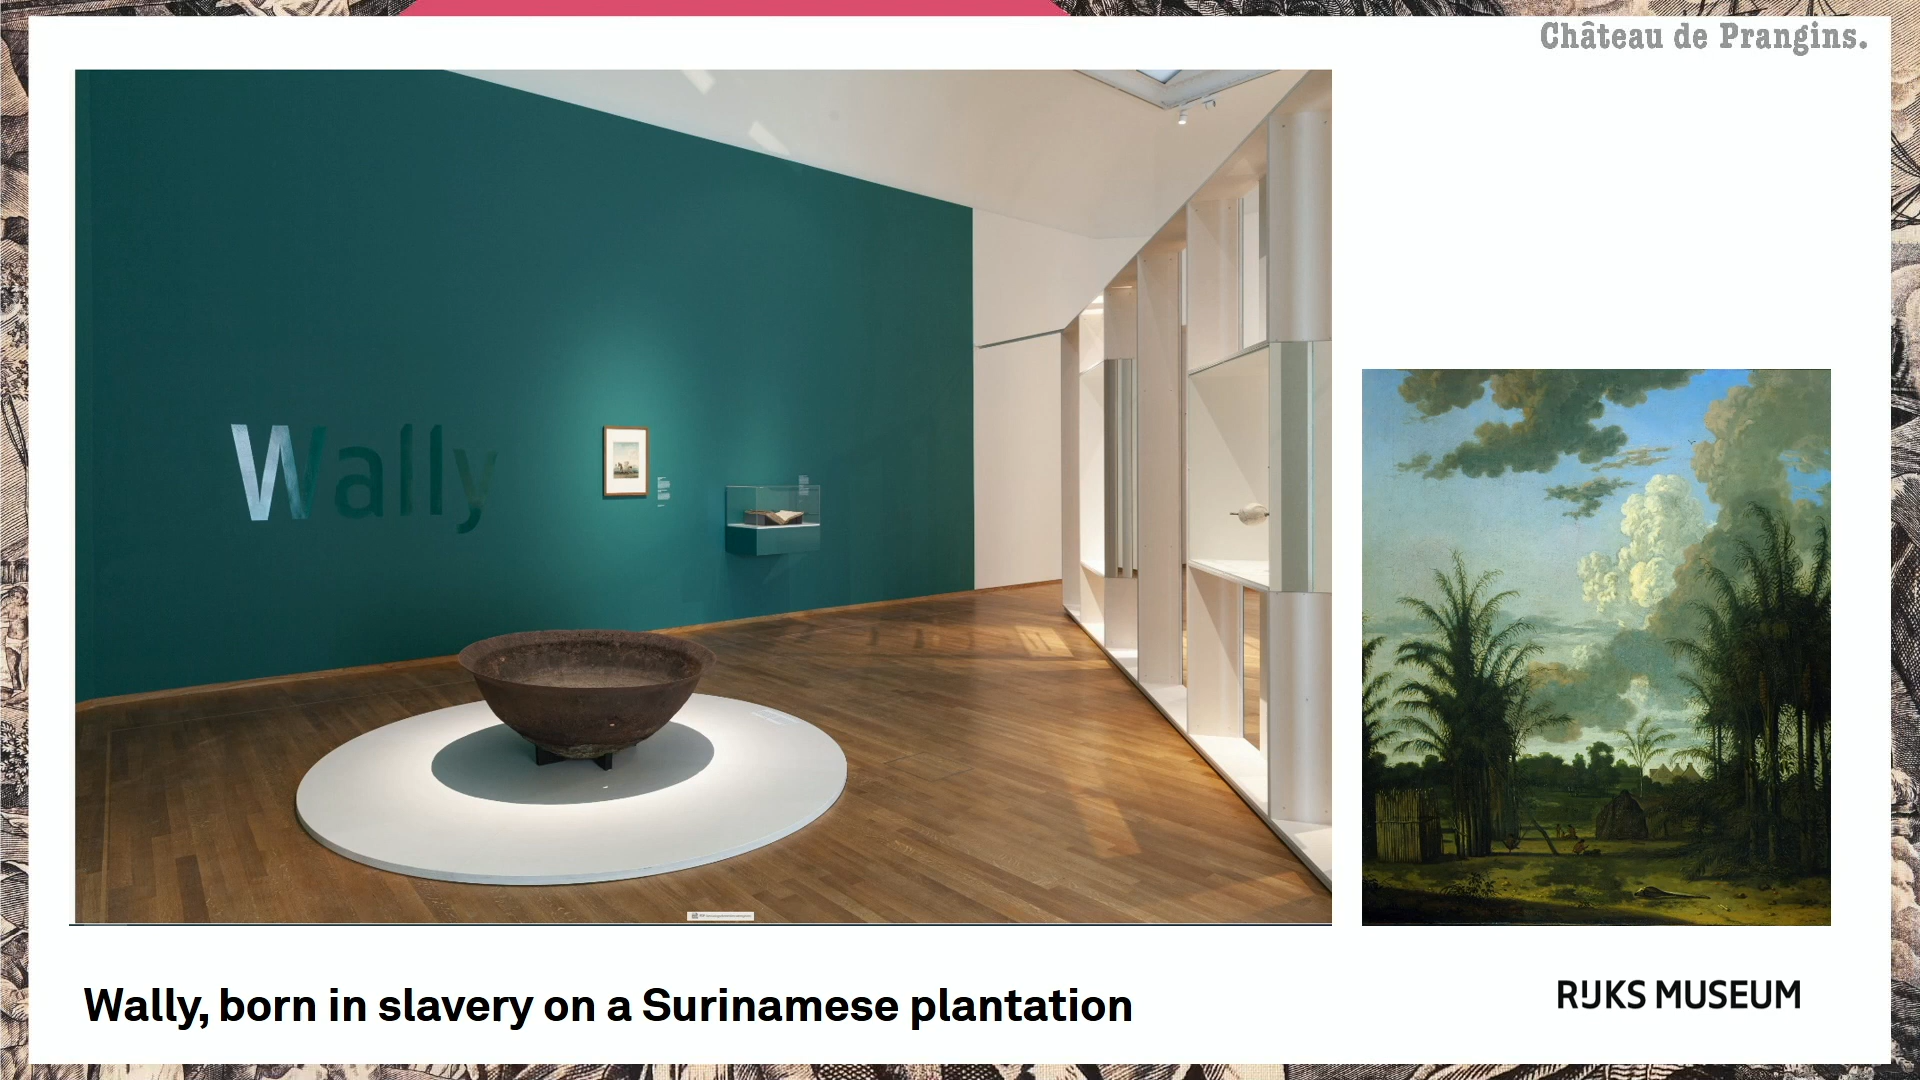 Château de Prangins.
Wally
Wally, born in slavery on a Surinamese plantation
RIJKS MUSEUM